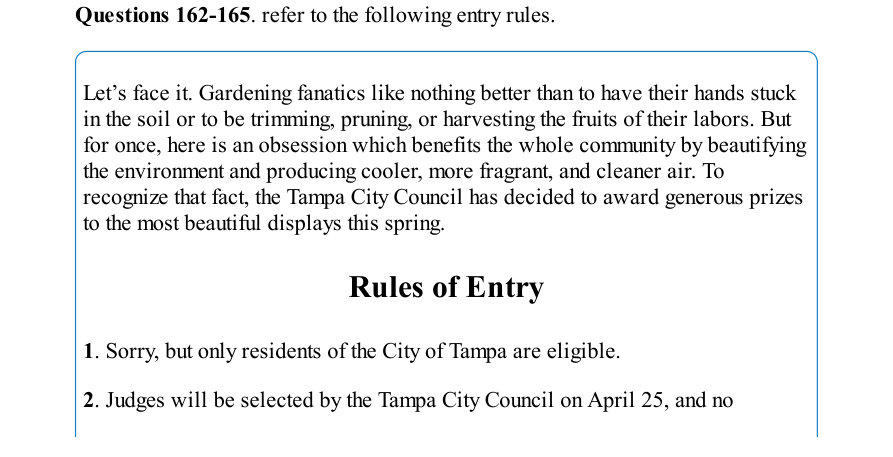 Questions 162-165. refer to the following entry rules.
Let’s face it. Gardening fanatics like nothing better than to have their hands stuck
in the soil or to be trimming, pruning, or harvesting the fruits of their labors. But
for once, here is an obsession which benefits the whole community by beautifying
the environment and producing cooler, more fragrant, and cleaner air. To
recognize that fact, the Tampa City Council has decided to award generous prizes
to the most beautiful displays this spring.
Rules of Entry
1. Sorry, but only residents of the City of Tampa are eligible.
2. Judges will be selected by the Tampa City Council on April 25, and no